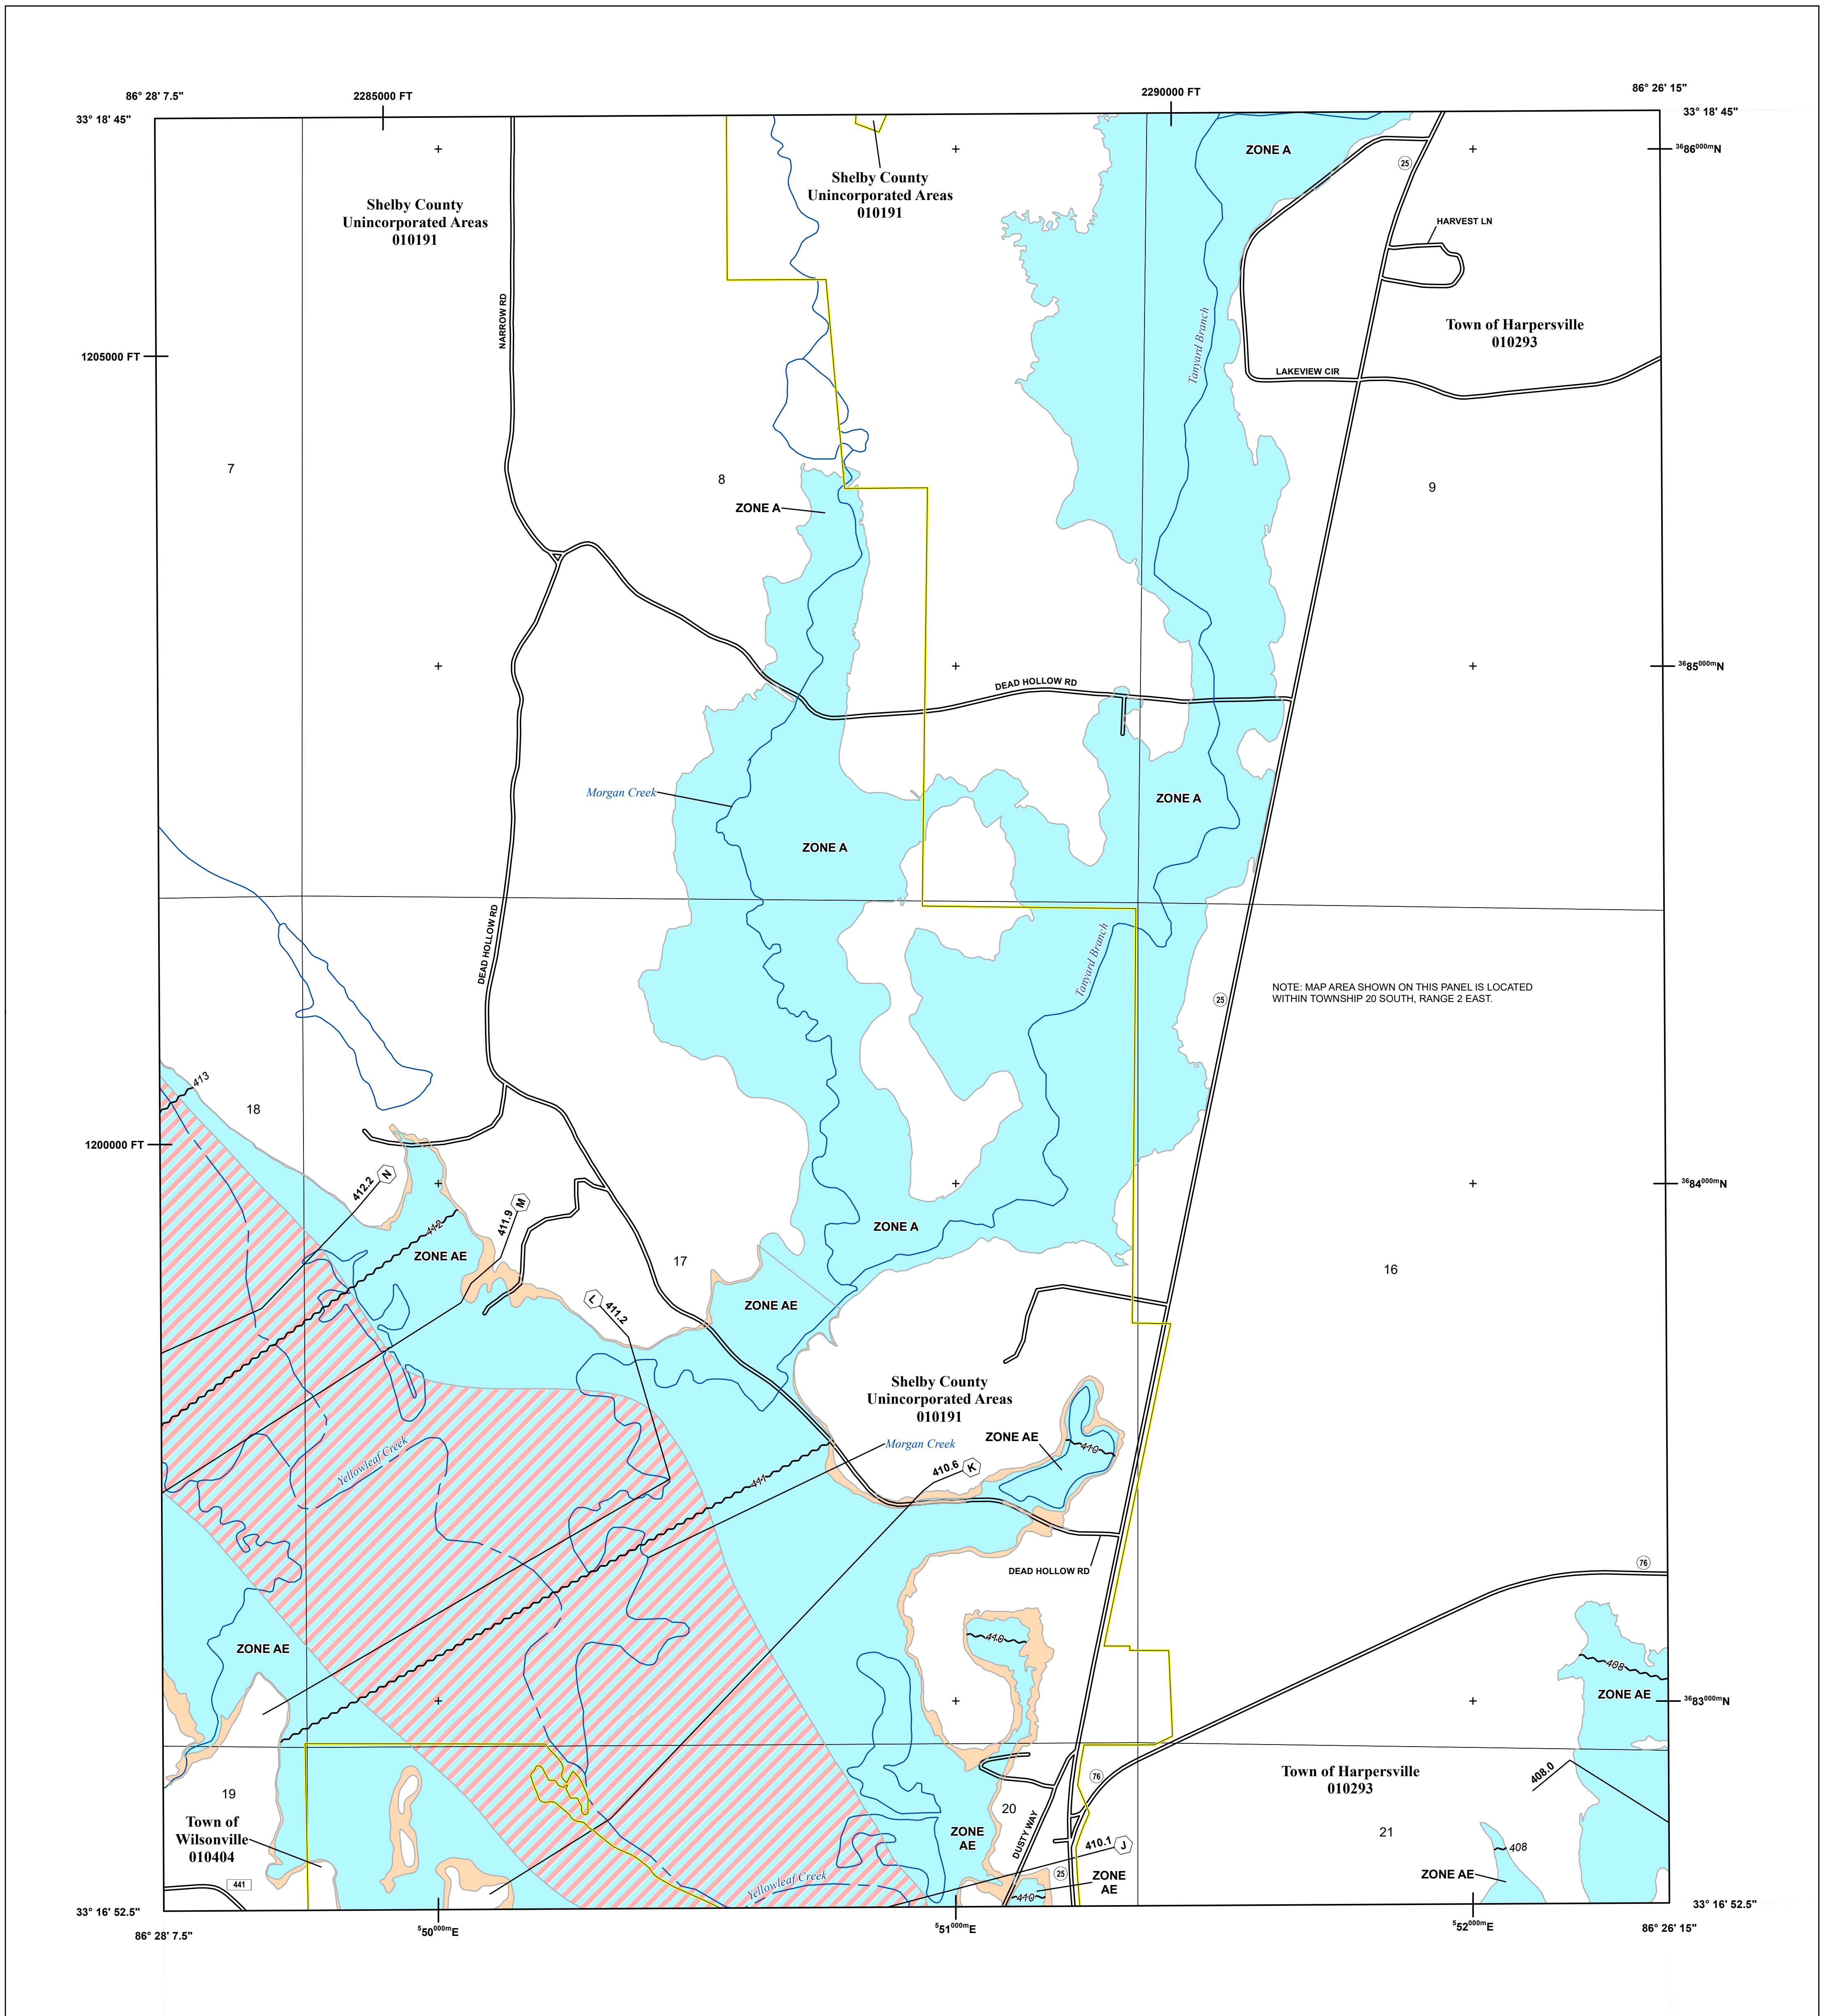 86° 28' 7.5"
2285000 FT
2290000 FT
86° 26' 15"
33° 18' 45"
33° 18' 45"
ZONE A
3686000mN
25
Shelby County
Unincorporated Areas
010191
Shelby County
Unincorporated Areas
010191
HARVEST LN
NARROW RD
Tanyard Branch
Town of Harpersville
010293
1205000 FT
LAKEVIEW CIR
7
8
9
ZONE A
3685000mN
DEAD HOLLOW RD
Morgan Creek
ZONE A
ZONE A
DEAD HOLLOW RD
Tanyard Branch
NOTE: MAP AREA SHOWN ON THIS PANEL IS LOCATED
WITHIN TOWNSHIP 20 SOUTH, RANGE 2 EAST.
25
413
18
1200000 FT
412.2 N
411.9 M
3684000mN
412
ZONE AE
ZONE A
17
16
L 411.2
ZONE AE
Shelby County
Unincorporated Areas
010191
ZONE AE
410
Morgan Creek
Yellowleaf Creek
410.6 K
411
DEAD HOLLOW RD
76
410
ZONE AE
408
ZONE AE
3683000mN
19
Town of
Wilsonville
010404
76
Town of Harpersville
010293
408.0
20
21
ZONE
AE
DUSTY WAY
410.1 J
408
441
Yellowleaf Creek
25
ZONE
AE
ZONE AE
410
33° 16' 52.5"
33° 16' 52.5"
86° 28' 7.5"
550000mE
551000mE
552000mE
86° 26' 15"